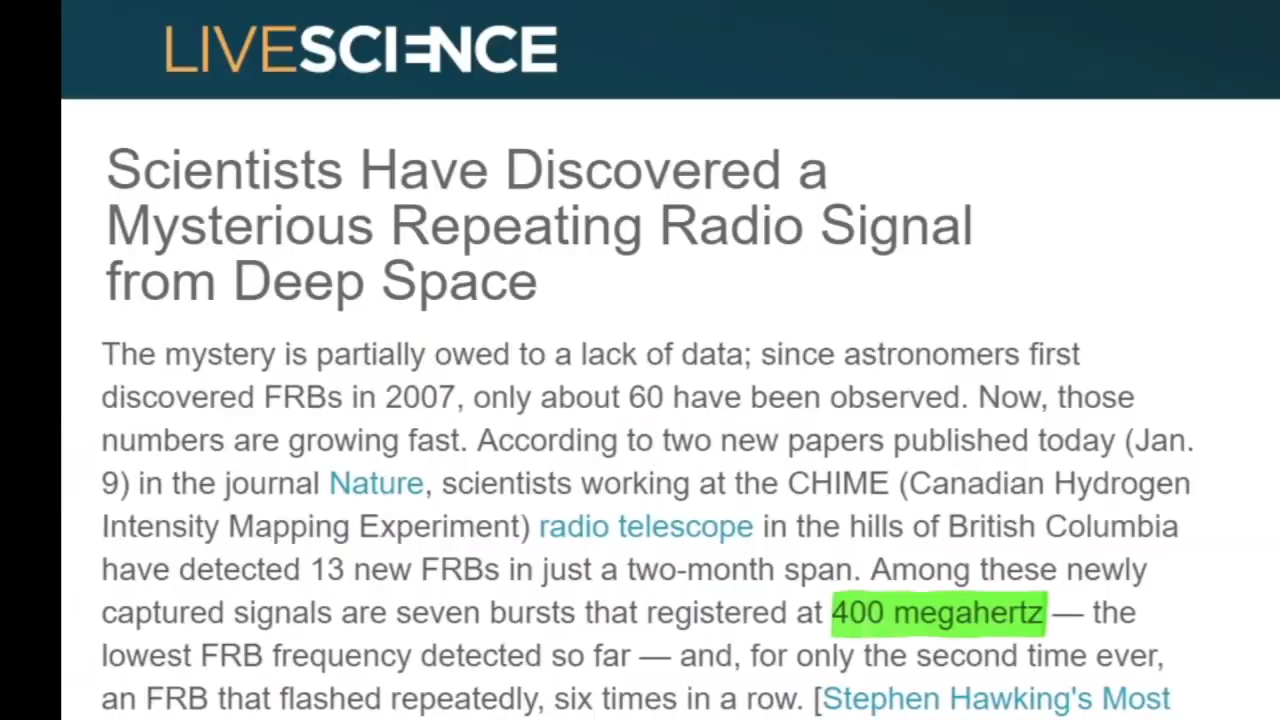 LIVESCIENCE
Scientists Have Discovered a
Mysterious Repeating Radio Signal
from Deep Space
The mystery is partially owed to a lack of data; since astronomers first
discovered FRBs in 2007, only about 60 have been observed. Now, those
numbers are growing fast. According to two new papers published today (Jan.
9) in the journal Nature, scientists working at the CHIME (Canadian Hydrogen
Intensity Mapping Experiment) radio telescope in the hills of British Columbia
have detected 13 new FRBs in just a two-month span. Among these newly
captured signals are seven bursts that registered at 400 megahertz — the
lowest FRB frequency detected so far — and, for only the second time ever,
an FRB that flashed repeatedly, six times in a row. [Stephen Hawking's Most